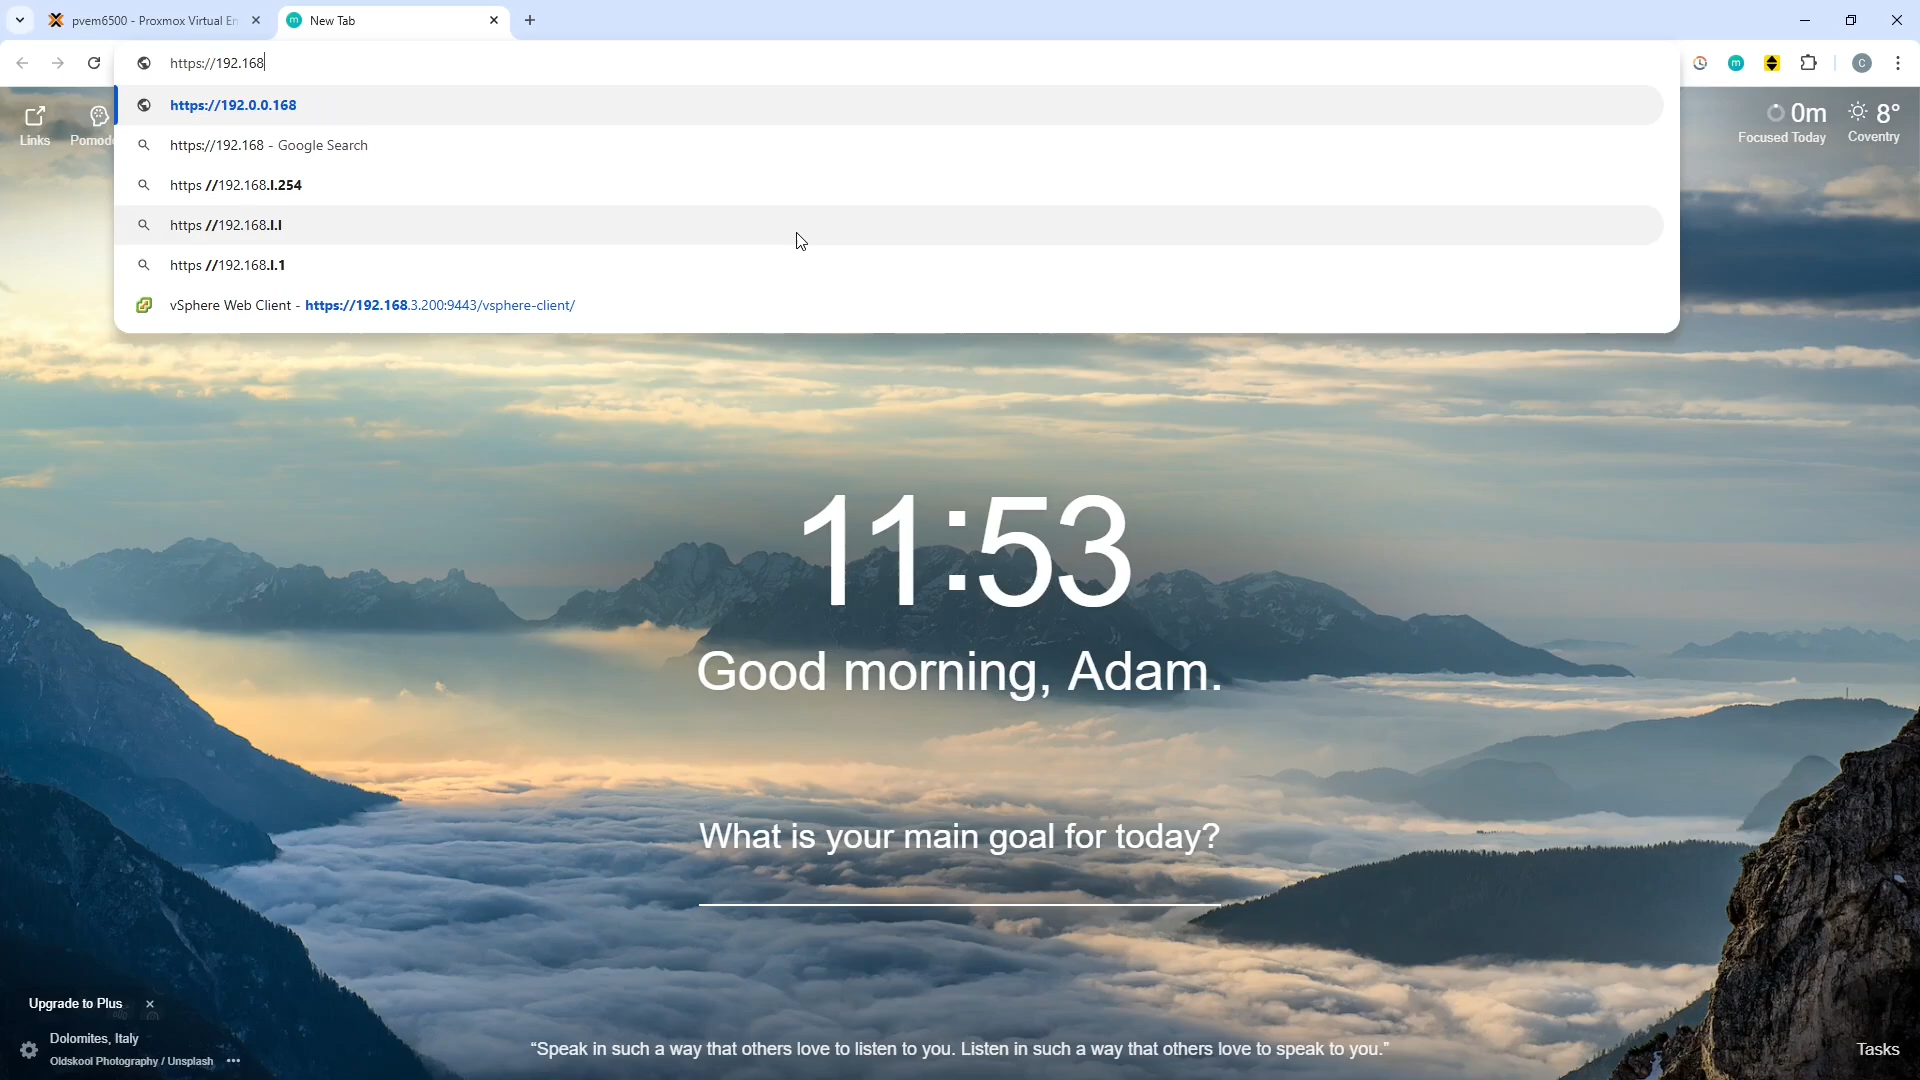 pvem6500 - Proxmox Virtual En
New Tab
https://192.168
https://192.0.0.168
https://192.168 - Google Search
https //192.168.l.254
https //192.168.l.l
https //192.168.l.1
vSphere Web Client - https://192.168.3.200:9443/vsphere-client/
m
m
C
Links
Pomod
0m
Focused Today
8°
Coventry
11:53
Good morning, Adam.
What is your main goal for today?
Upgrade to Plus
Dolomites, Italy
Oldskool Photography / Unsplash
“Speak in such a way that others love to listen to you. Listen in such a way that others love to speak to you.”
Tasks